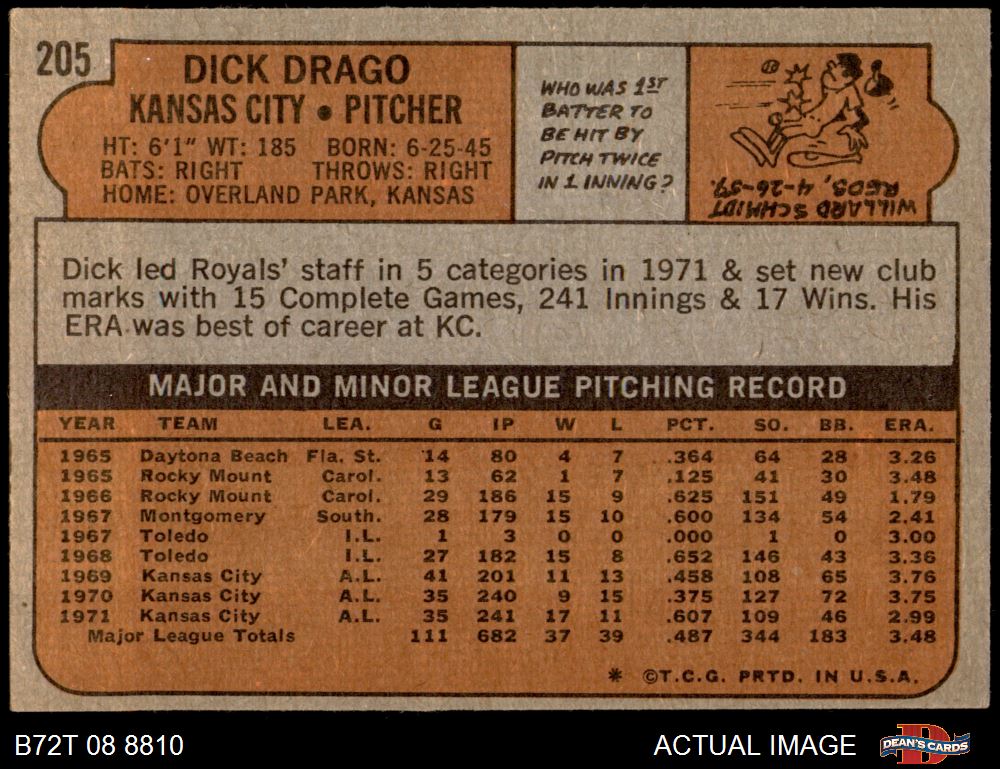 205
DICK DRAGO
KANSAS CITY • PITCHER
HT: 6'1" WT: 185 BORN: 6-25-45
BATS: RIGHT THROWS: RIGHT
HOME: OVERLAND PARK, KANSAS
WHO WAS 1ST
BATTER TO
BE HIT BY
PITCH TWICE
IN 1 INNING?
WILLARD SCHMIDT
REDS, 4-26-59.
Dick led Royals' staff in 5 categories in 1971 & set new club
marks with 15 Complete Games, 241 Innings & 17 Wins. His
ERA was best of career at KC.
MAJOR AND MINOR LEAGUE PITCHING RECORD
YEAR TEAM LEA. G IP W L PCT. SO. BB. ERA.
1965 Daytona Beach Fla. St. 14 80 4 7 .364 64 28 3.26
1965 Rocky Mount Carol. 13 62 1 7 .125 41 30 3.48
1966 Rocky Mount Carol. 29 186 15 9 .625 151 49 1.79
1967 Montgomery South. 28 179 15 10 .600 134 54 2.41
1967 Toledo I.L. 1 3 0 0 .000 1 0 3.00
1968 Toledo I.L. 27 182 15 8 .652 146 43 3.36
1969 Kansas City A.L. 41 201 11 13 .458 108 65 3.76
1970 Kansas City A.L. 35 240 9 15 .375 127 72 3.75
1971 Kansas City A.L. 35 241 17 11 .607 109 46 2.99
Major League Totals 111 682 37 39 .487 344 183 3.48
* ©T.C.G. PRTD. IN U.S.A.
B72T 08 8810
ACTUAL IMAGE
DEAN'S CARDS